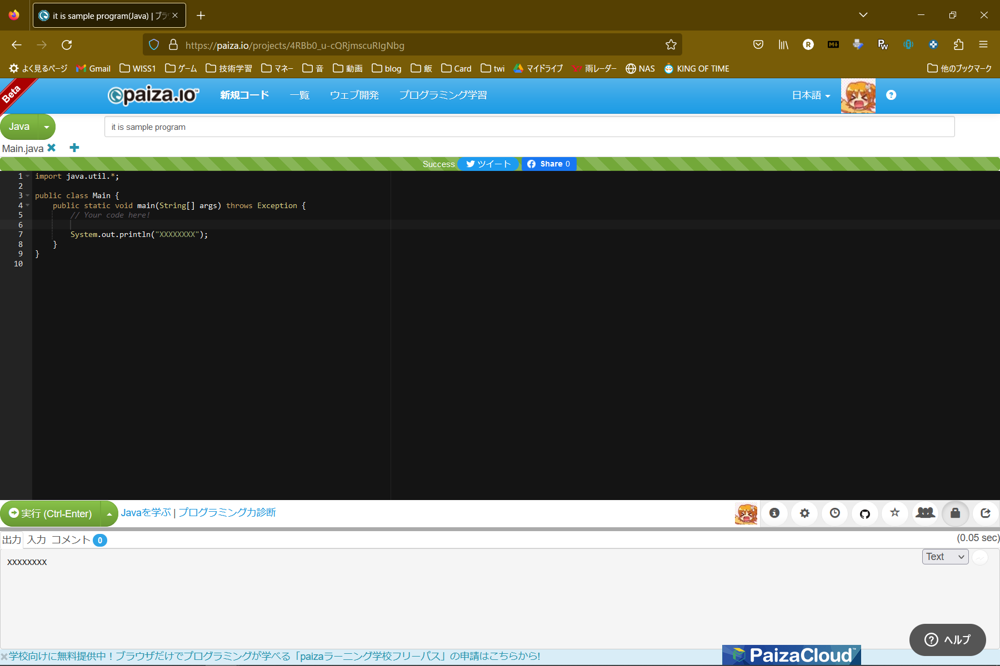 it is sample program(Java) | ブラ
https://paiza.io/projects/4RBb0_u-cQRjmscuRIgNbg
R M↓ Pw
よく見るページ Gmail WISS1 ゲーム 技術学習 マネー 音 動画 blog 飯 Card twi マイドライブ 雨レーダー NAS KING OF TIME 他のブックマーク
Beta paiza.io™ 新規コード 一覧 ウェブ開発 プログラミング学習 日本語 ?
Java it is sample program
Main.java
Success ツイート Share 0
1 import java.util.*;
2
3 public class Main {
4 public static void main(String[] args) throws Exception {
5 // Your code here!
6
7 System.out.println("XXXXXXXX");
8 }
9 }
10
実行 (Ctrl-Enter) Javaを学ぶ | プログラミング力診断
出力 入力 コメント 0 (0.05 sec)
XXXXXXXX Text
? ヘルプ
学校向けに無料提供中！ブラウザだけでプログラミングが学べる「paizaラーニング学校フリーパス」の申請はこちらから! PaizaCloud™